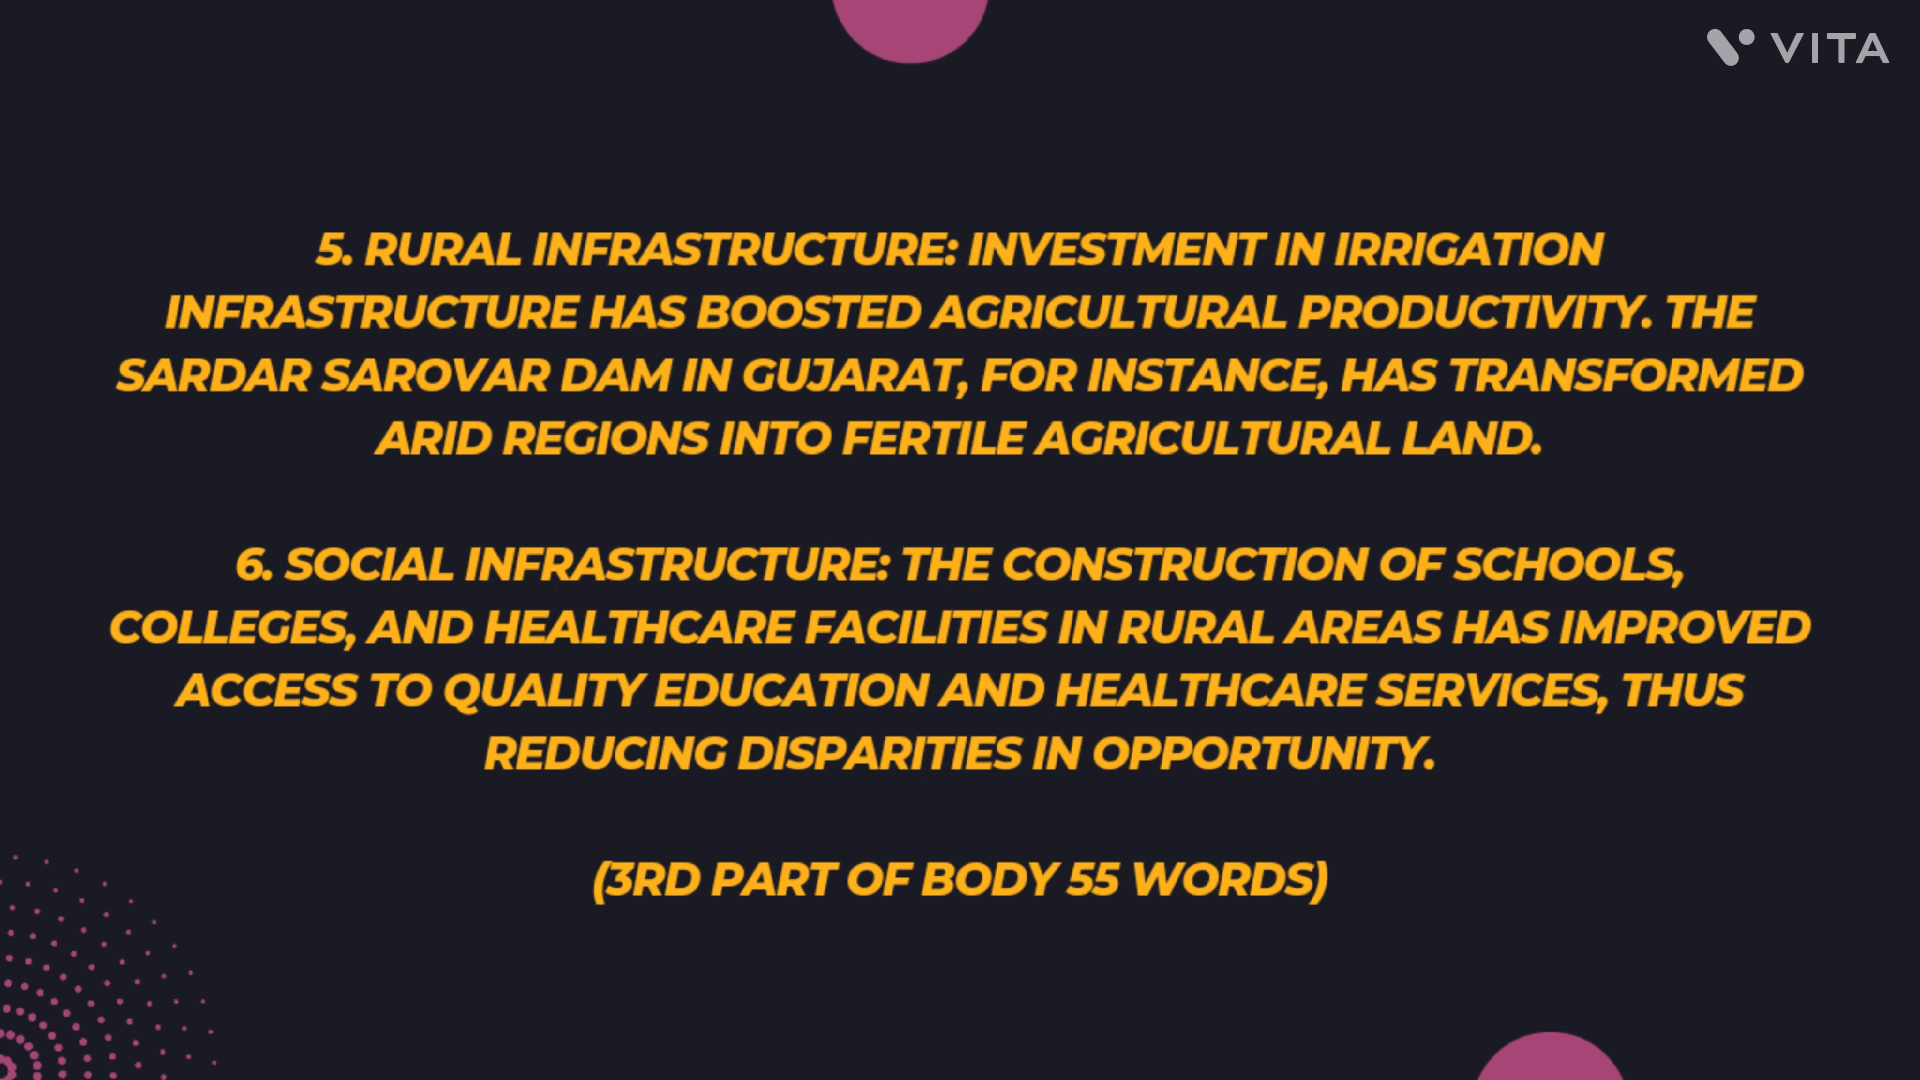 VITA
5. RURAL INFRASTRUCTURE: INVESTMENT IN IRRIGATION
INFRASTRUCTURE HAS BOOSTED AGRICULTURAL PRODUCTIVITY. THE
SARDAR SAROVAR DAM IN GUJARAT, FOR INSTANCE, HAS TRANSFORMED
ARID REGIONS INTO FERTILE AGRICULTURAL LAND.
6. SOCIAL INFRASTRUCTURE: THE CONSTRUCTION OF SCHOOLS,
COLLEGES, AND HEALTHCARE FACILITIES IN RURAL AREAS HAS IMPROVED
ACCESS TO QUALITY EDUCATION AND HEALTHCARE SERVICES, THUS
REDUCING DISPARITIES IN OPPORTUNITY.
(3RD PART OF BODY 55 WORDS)